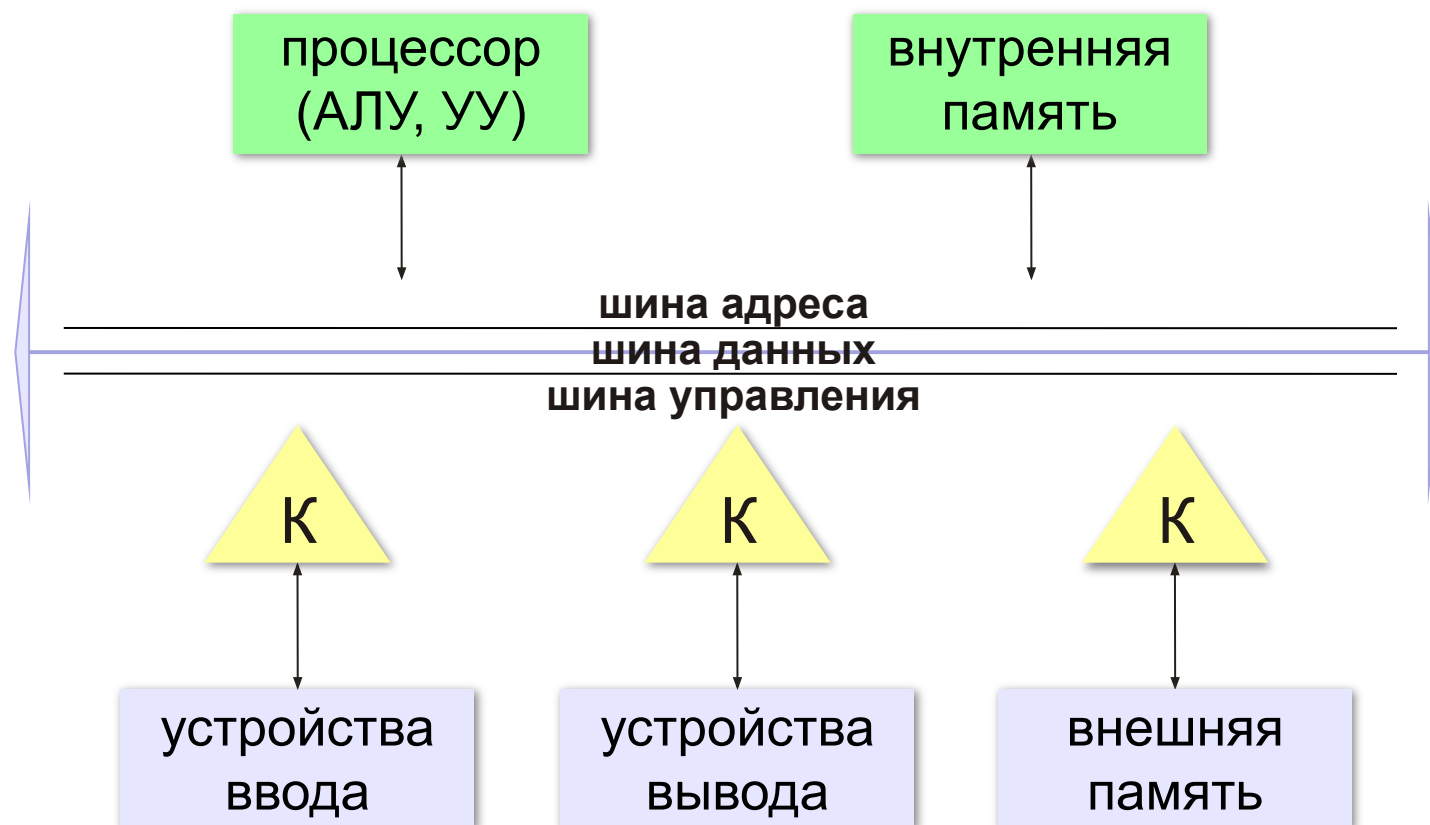 процессор
(АЛУ, УУ)
внутренняя
память
шина адреса
шина данных
шина управления
К
К
К
устройства
ввода
устройства
вывода
внешняя
память